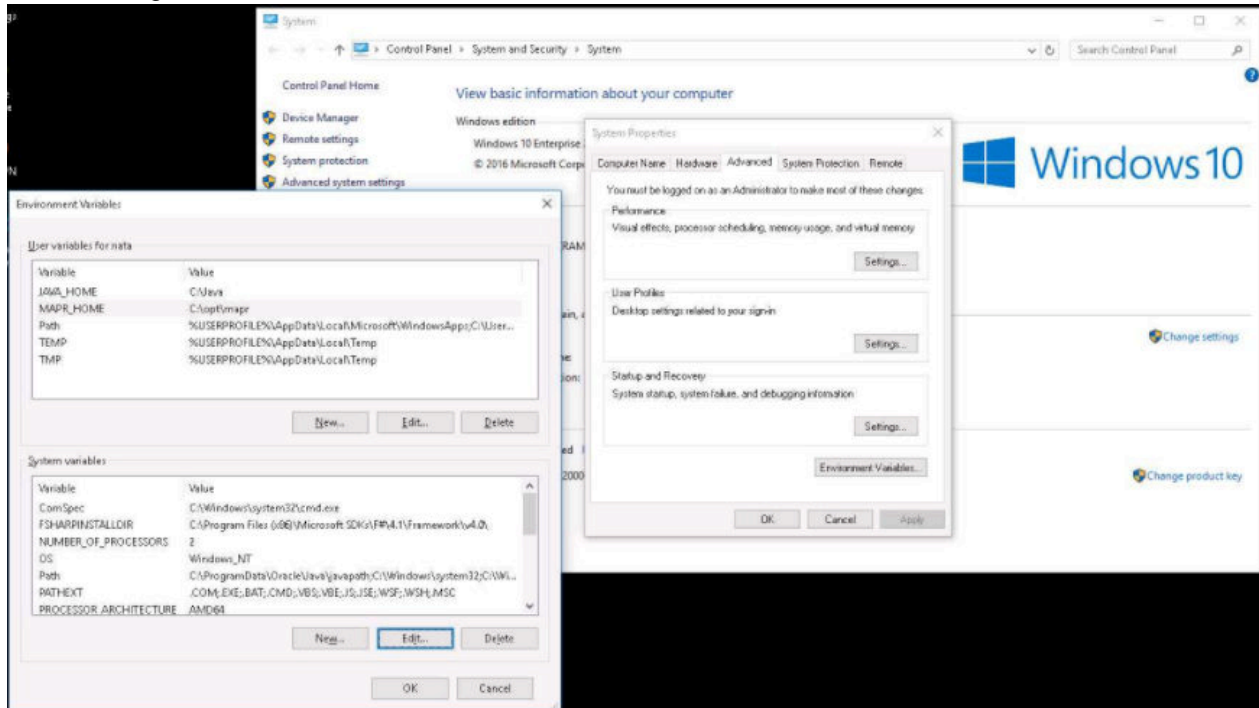 System
Control Panel > System and Security > System
Search Control Panel
Control Panel Home
View basic information about your computer
Device Manager
Windows edition
Remote settings
Windows 10 Enterprise
System protection
© 2016 Microsoft Corp
Advanced system settings
Windows 10
System Properties
Computer Name Hardware Advanced System Protection Remote
You must be logged on as an Administrator to make most of these changes.
Performance
Visual effects, processor scheduling, memory usage, and virtual memory
Settings...
User Profiles
Desktop settings related to your sign-in
Settings...
Startup and Recovery
System startup, system failure, and debugging information
Settings...
Environment Variables...
OK Cancel Apply
RAM
Change settings
2000
Change product key
Environment Variables
User variables for nata
Variable Value
JAVA_HOME C:\Java
MAPR_HOME C:\opt\mapr
Path %USERPROFILE%\AppData\Local\Microsoft\WindowsApps;C:\User...
TEMP %USERPROFILE%\AppData\Local\Temp
TMP %USERPROFILE%\AppData\Local\Temp
New... Edit... Delete
System variables
Variable Value
ComSpec C:\Windows\system32\cmd.exe
FSHARPINSTALLDIR C:\Program Files (x86)\Microsoft SDKs\F#\4.1\Framework\v4.0\
NUMBER_OF_PROCESSORS 2
OS Windows_NT
Path C:\ProgramData\Oracle\Java\javapath;C:\Windows\system32;C:\Wi...
PATHEXT .COM;.EXE;.BAT;.CMD;.VBS;.VBE;.JS;.JSE;.WSF;.WSH;.MSC
PROCESSOR_ARCHITECTURE AMD64
New... Edit... Delete
OK Cancel